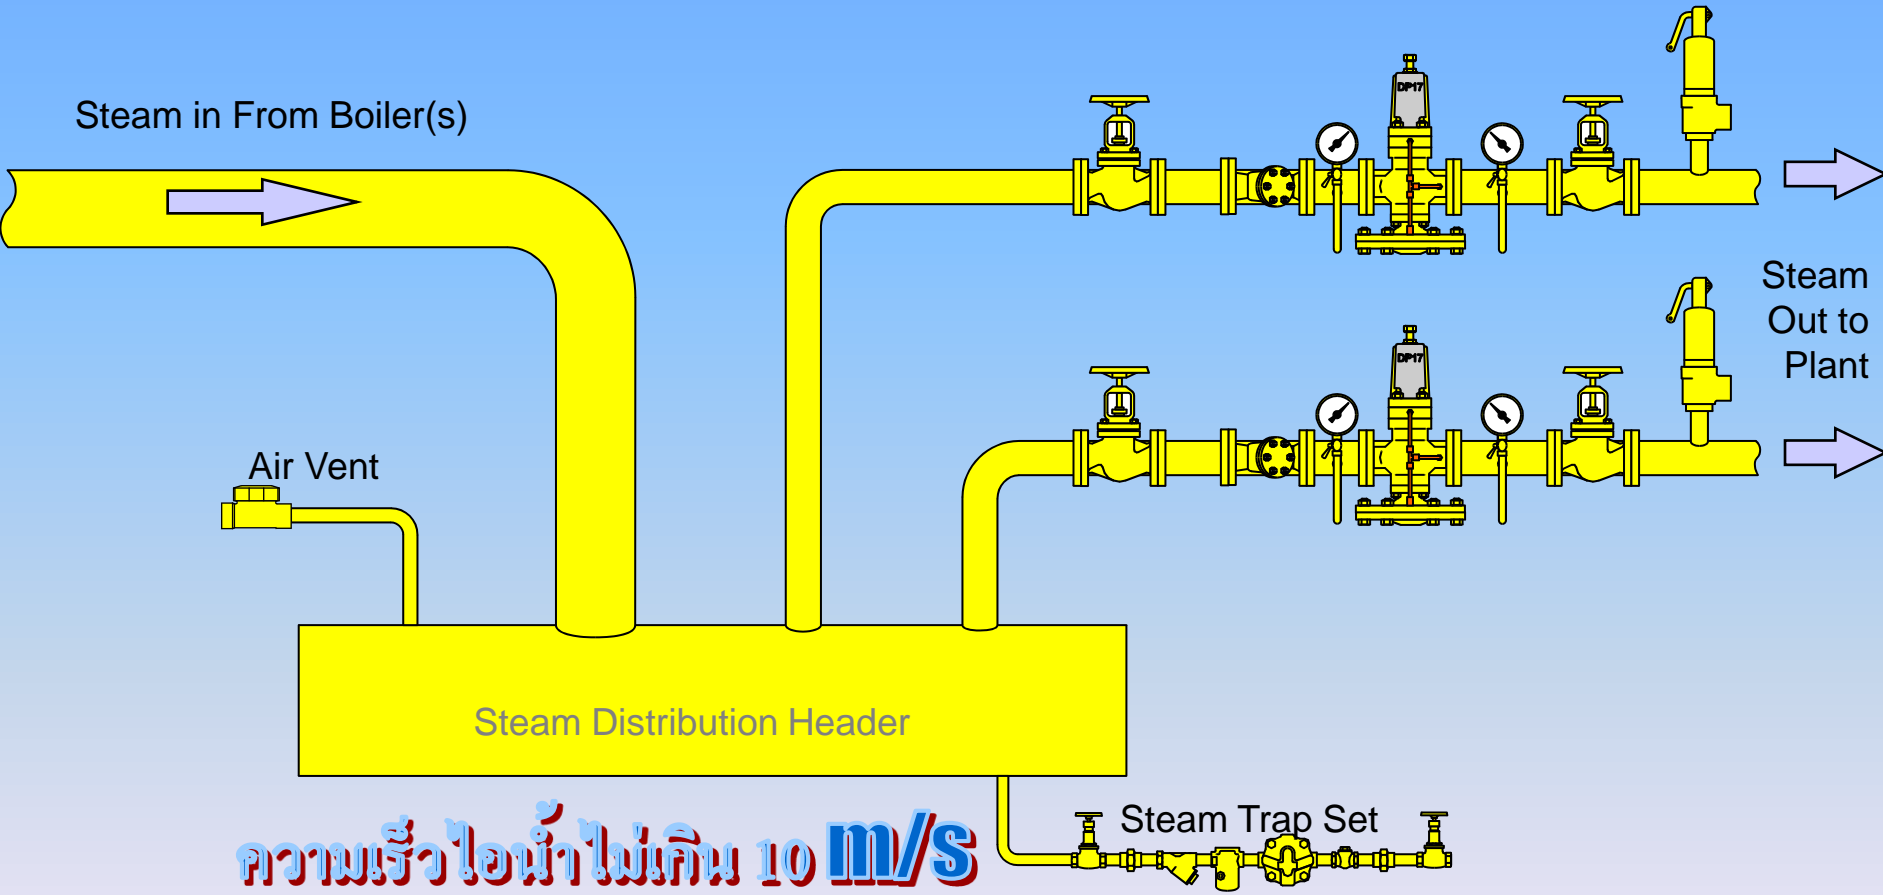 Steam in From Boiler(s)
DP17
Steam
Out to
Plant
DP17
Air Vent
Steam Distribution Header
Steam Trap Set
ความเร็วไอน้ำไม่เกิน 10 m/s